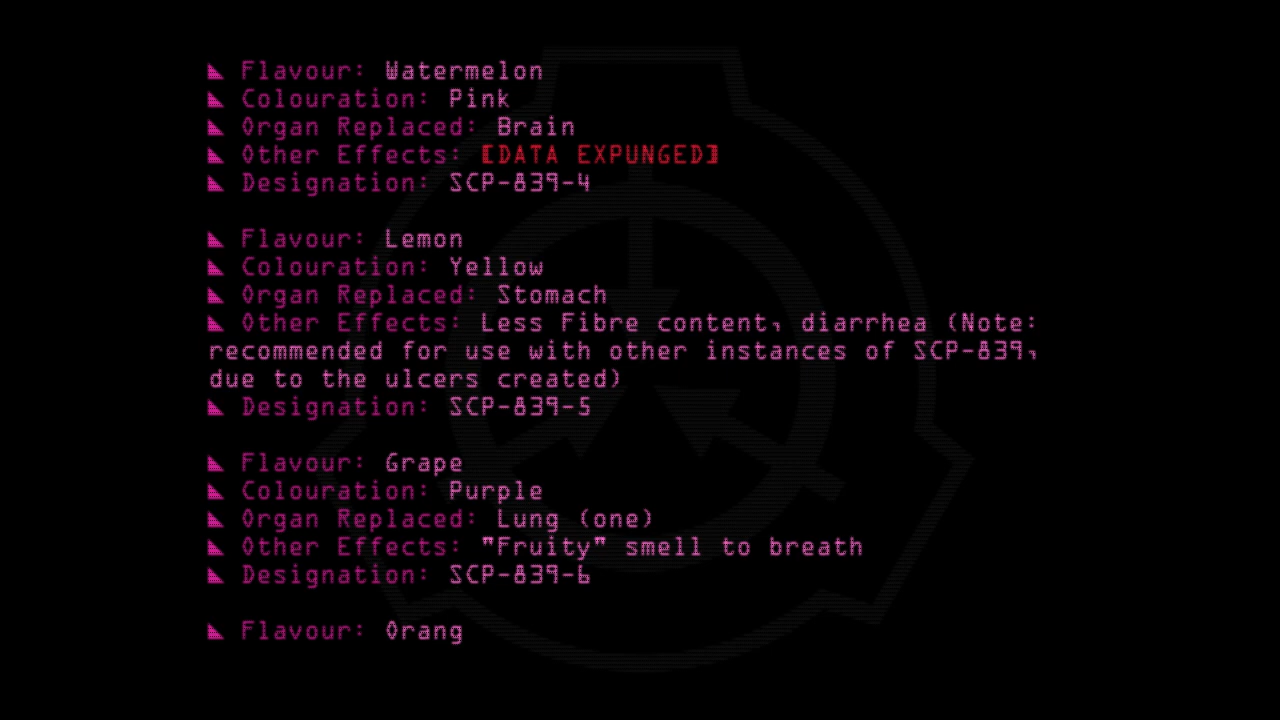 ◣ Flavour: Watermelon
◣ Colouration: Pink
◣ Organ Replaced: Brain
◣ Other Effects: [DATA EXPUNGED]
◣ Designation: SCP-839-4
◣ Flavour: Lemon
◣ Colouration: Yellow
◣ Organ Replaced: Stomach
◣ Other Effects: Less Fibre content, diarrhea (Note:
recommended for use with other instances of SCP-839,
due to the ulcers created)
◣ Designation: SCP-839-5
◣ Flavour: Grape
◣ Colouration: Purple
◣ Organ Replaced: Lung (one)
◣ Other Effects: "Fruity" smell to breath
◣ Designation: SCP-839-6
◣ Flavour: Orang